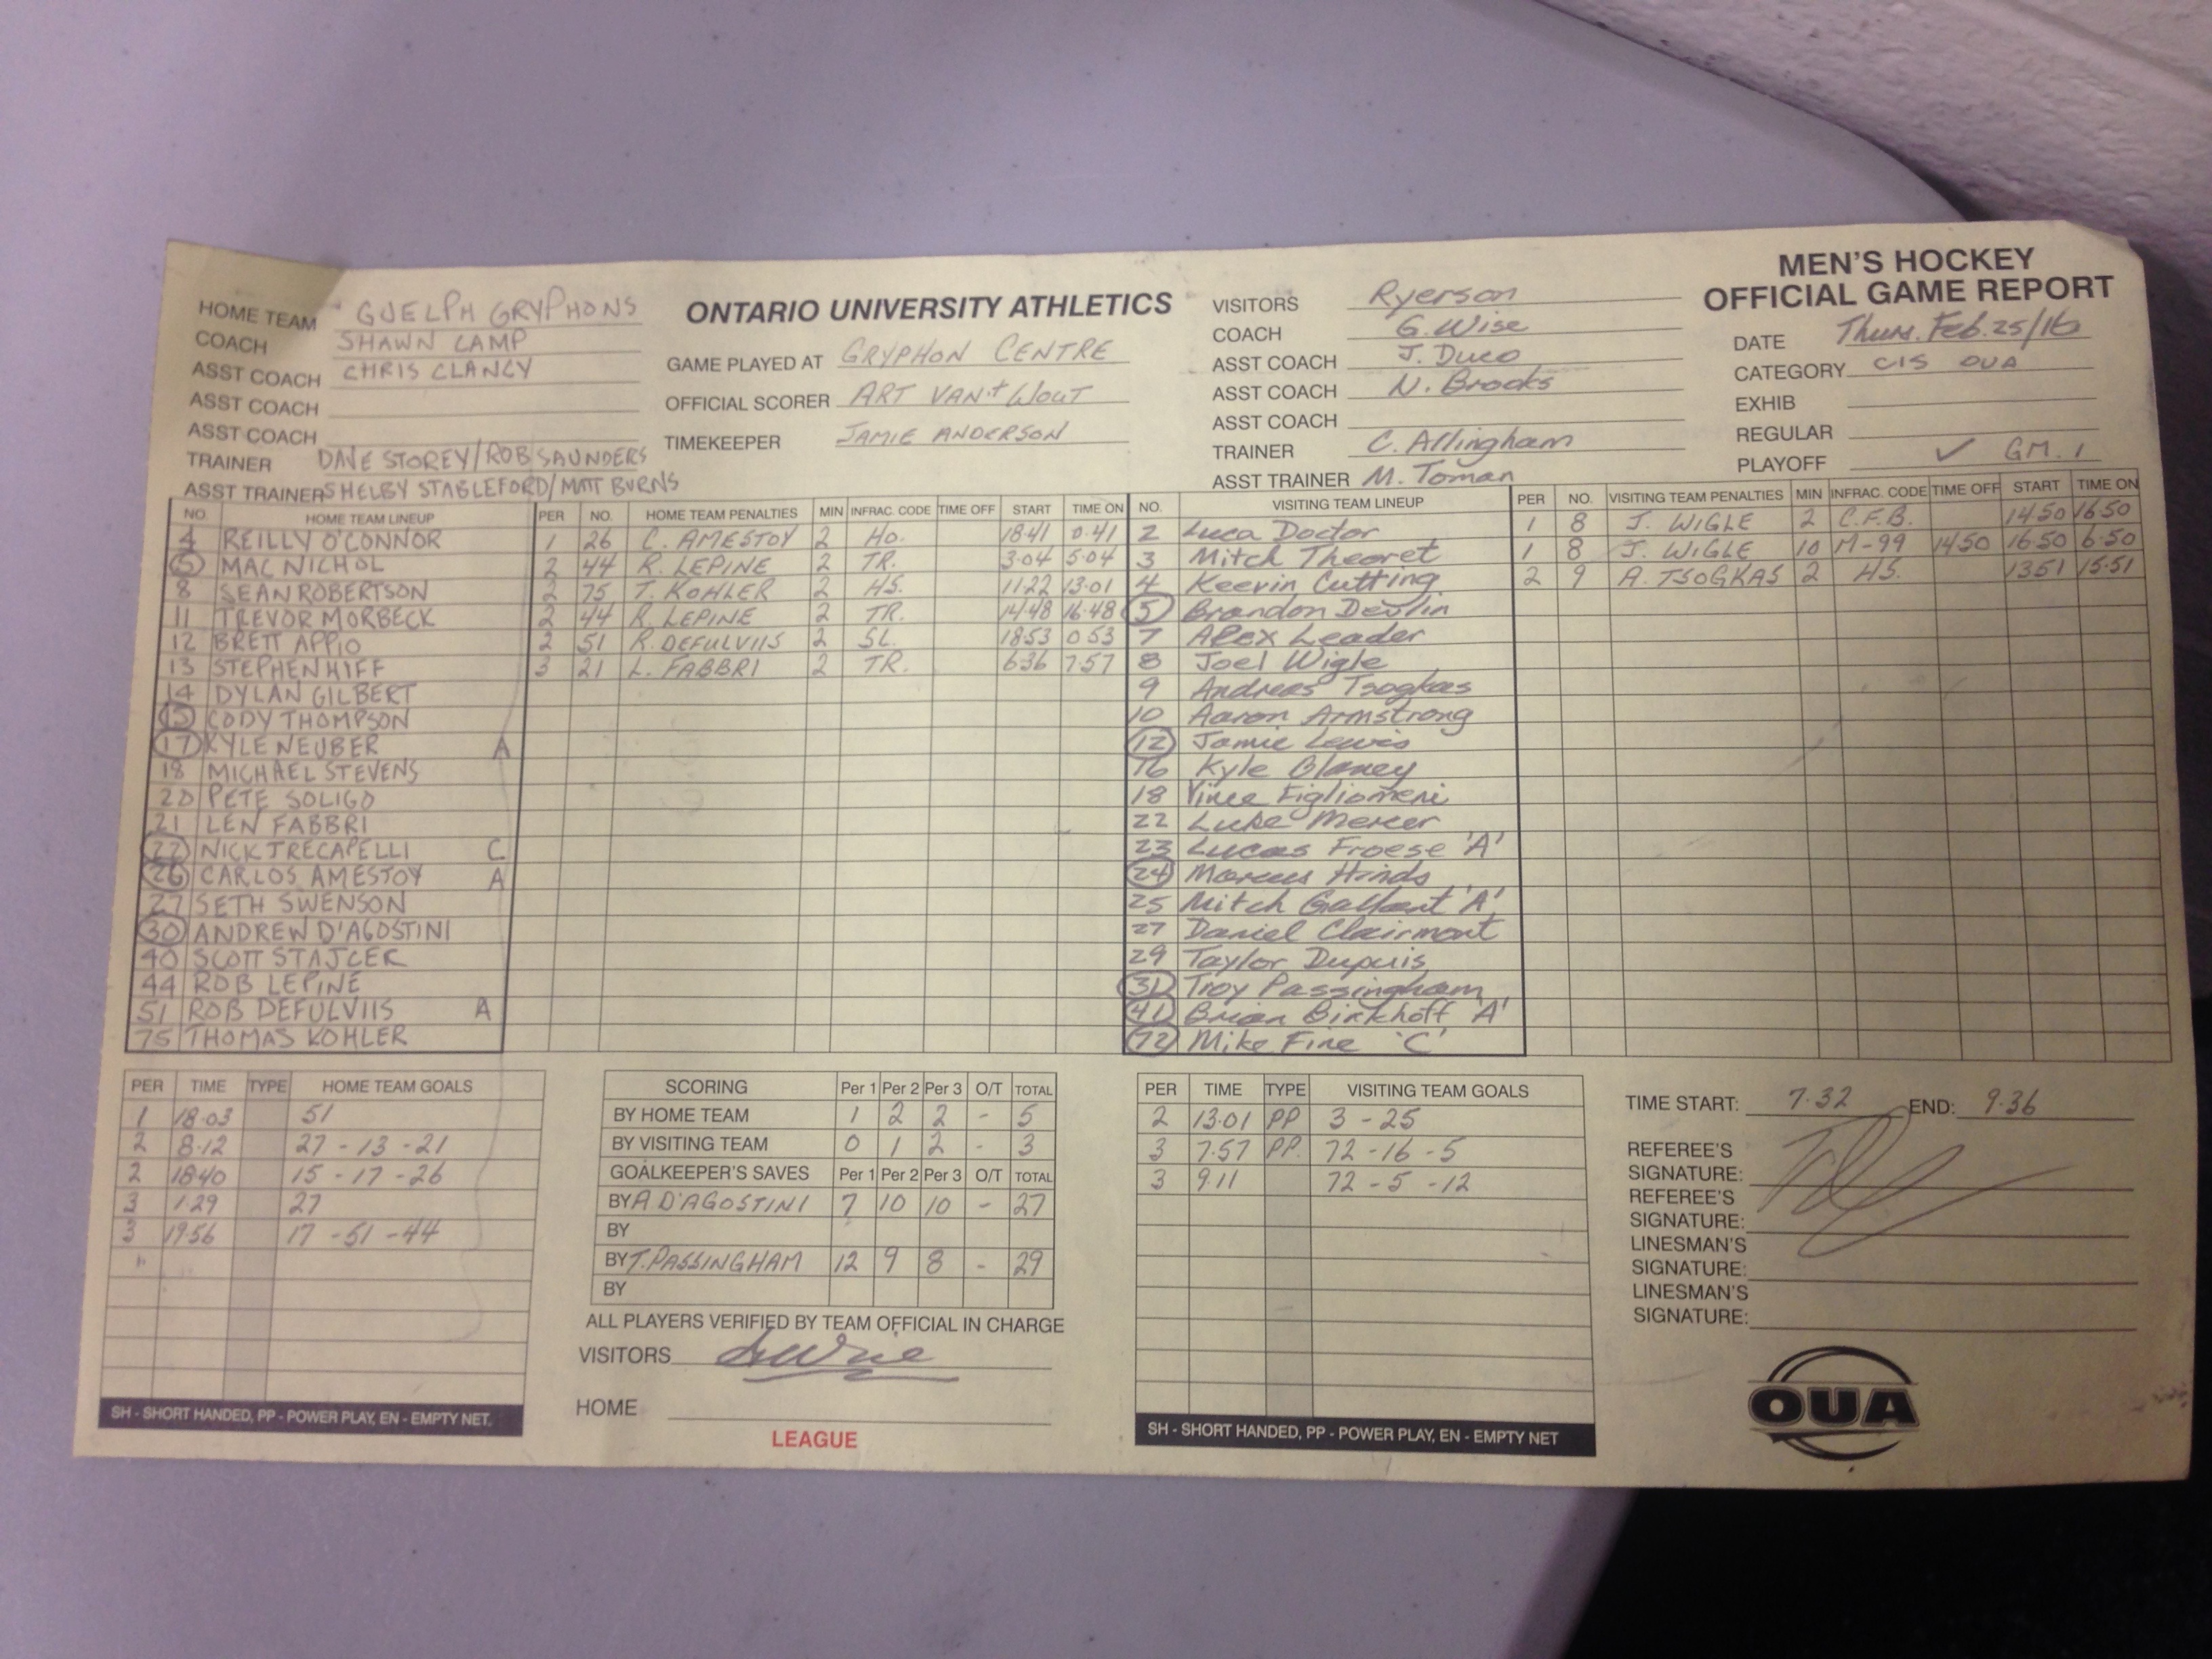 MEN'S HOCKEY
OFFICIAL GAME REPORT
ONTARIO UNIVERSITY ATHLETICS
HOME TEAM GUELPH GRYPHONS
COACH SHAWN CAMP
ASST COACH CHRIS CLANCY
ASST COACH
ASST COACH
TRAINER DAVE STOREY/ROB SAUNDERS
ASST TRAINER SHELBY STABLEFORD/MATT BURNS
GAME PLAYED AT GRYPHON CENTRE
OFFICIAL SCORER ART VAN'T WOUT
TIMEKEEPER JAMIE ANDERSON
VISITORS Ryerson
COACH G. Wise
ASST COACH J. Duco
ASST COACH N. Brooks
ASST COACH
TRAINER C. Allingham
ASST TRAINER M. Toman
DATE Thurs. Feb. 25/16
CATEGORY CIS OUA
EXHIB
REGULAR
PLAYOFF ✓ GM. 1
NO. HOME TEAM LINEUP
4 REILLY O'CONNOR
5 MAC NICHOL
8 SEAN ROBERTSON
11 TREVOR MORBECK
12 BRETT APPIO
13 STEPHEN HIFF
14 DYLAN GILBERT
15 CODY THOMPSON
17 KYLE NEUBER A
18 MICHAEL STEVENS
20 PETE SOLIGO
21 LEN FABBRI
22 NICK TRECAPELLI C
26 CARLOS AMESTOY A
27 SETH SWENSON
30 ANDREW D'AGOSTINI
40 SCOTT STAJCER
44 ROB LEPINE
51 ROB DEFULVIIS A
75 THOMAS KOHLER
PER NO. HOME TEAM PENALTIES MIN INFRAC. CODE TIME OFF START TIME ON
1 26 C. AMESTOY 2 HO. 18·41 0·41
2 44 R. LEPINE 2 TR. 3·04 5·04
2 75 T. KOHLER 2 HS. 11·22 13·01
2 44 R. LEPINE 2 TR. 14·48 16·48
2 51 R. DEFULVIIS 2 SL. 18·53 0·53
3 21 L. FABBRI 2 TR. 6·36 7·57
NO. VISITING TEAM LINEUP
2 Luca Doctor
3 Mitch Theoret
4 Keevin Cutting
5 Brandon Devlin
7 Alex Leader
8 Joel Wigle
9 Andreas Tsogkas
10 Aaron Armstrong
12 Jamie Lewis
16 Kyle Blaney
18 Vince Figliomeni
22 Luke Mercer
23 Lucas Froese 'A'
24 Marcus Hinds
25 Mitch Gallant 'A'
27 Daniel Clairmont
29 Taylor Dupuis
31 Troy Passingham
41 Brian Birkhoff 'A'
72 Mike Fine 'C'
PER NO. VISITING TEAM PENALTIES MIN INFRAC. CODE TIME OFF START TIME ON
1 8 J. WIGLE 2 C.F.B. 14·50 16·50
1 8 J. WIGLE 10 M-99 14·50 16·50 6·50
2 9 A. TSOGKAS 2 HS. 13·51 15·51
PER TIME TYPE HOME TEAM GOALS
1 18·03 51
2 8·12 27 - 13 - 21
2 18·40 15 - 17 - 26
3 1·29 27
3 19·56 17 - 51 - 44
SH - SHORT HANDED, PP - POWER PLAY, EN - EMPTY NET.
SCORING Per 1 Per 2 Per 3 O/T TOTAL
BY HOME TEAM 1 2 2 - 5
BY VISITING TEAM 0 1 2 - 3
GOALKEEPER'S SAVES Per 1 Per 2 Per 3 O/T TOTAL
BY A. D'AGOSTINI 7 10 10 - 27
BY
BY T. PASSINGHAM 12 9 8 - 29
BY
ALL PLAYERS VERIFIED BY TEAM OFFICIAL IN CHARGE
VISITORS
HOME
LEAGUE
PER TIME TYPE VISITING TEAM GOALS
2 13·01 PP 3 - 25
3 7·57 PP. 72 - 16 - 5
3 9·11 72 - 5 - 12
SH - SHORT HANDED, PP - POWER PLAY, EN - EMPTY NET
TIME START: 7·32 END: 9·36
REFEREE'S
SIGNATURE:
REFEREE'S
SIGNATURE:
LINESMAN'S
SIGNATURE:
LINESMAN'S
SIGNATURE:
OUA